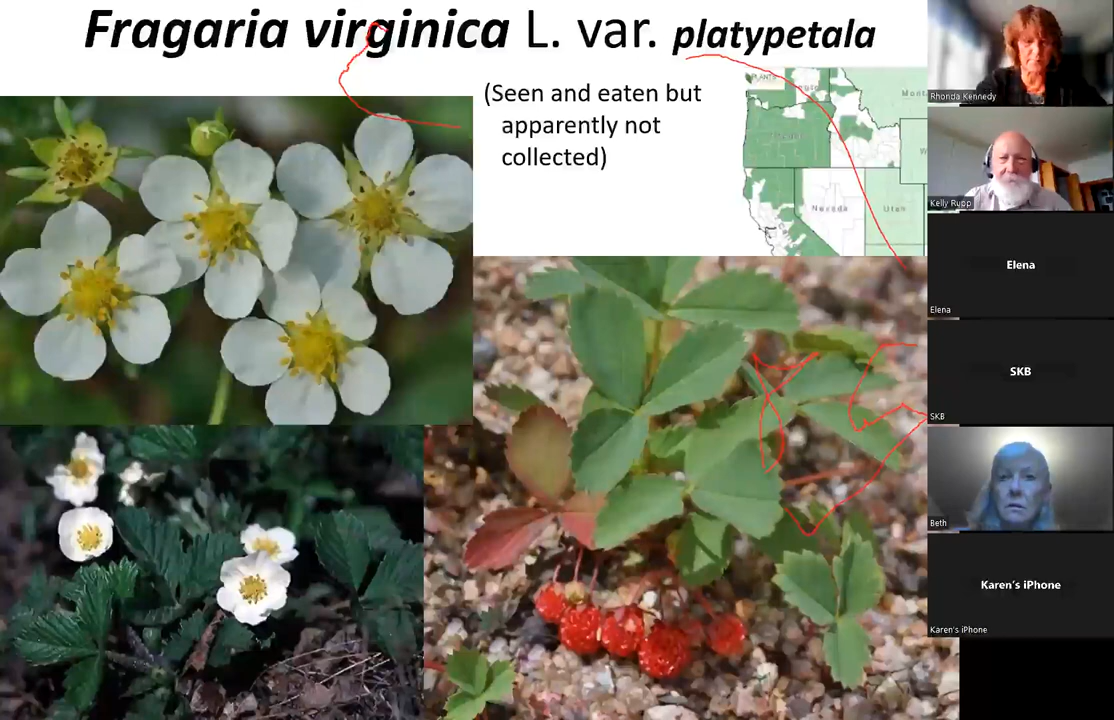 Fragaria virginica L. var. platypetala
(Seen and eaten but
apparently not
collected)
PLANTS
Nevada
Utah
Rhonda Kennedy
Kelly Rupp
Elena
Elena
SKB
SKB
Beth
Karen's iPhone
Karen's iPhone